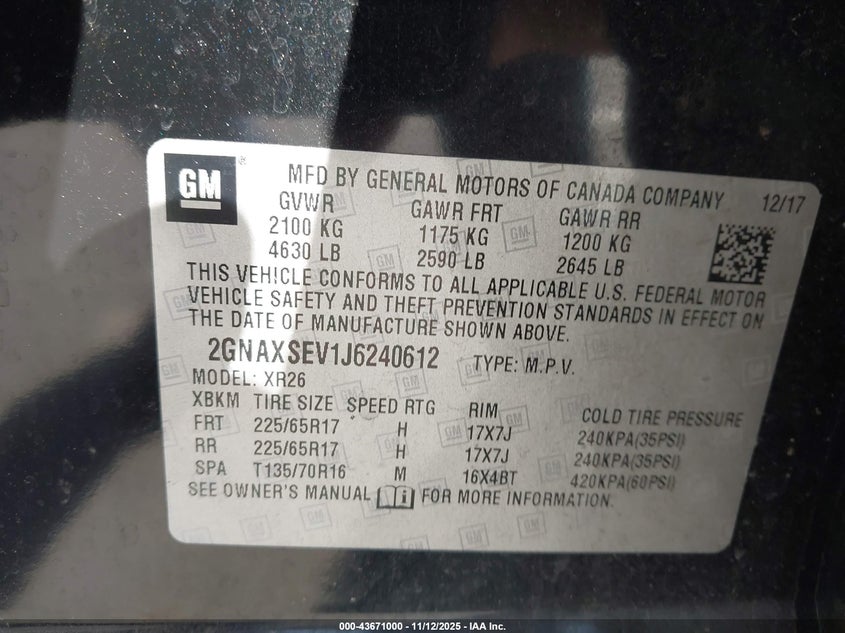 GM
®
MFD BY GENERAL MOTORS OF CANADA COMPANY 12/17
GVWR GAWR FRT GAWR RR
2100 KG 1175 KG 1200 KG
4630 LB 2590 LB 2645 LB
THIS VEHICLE CONFORMS TO ALL APPLICABLE U.S. FEDERAL MOTOR
VEHICLE SAFETY AND THEFT PREVENTION STANDARDS IN EFFECT ON
THE DATE OF MANUFACTURE SHOWN ABOVE.
2GNAXSEV1J6240612 TYPE: M.P.V.
MODEL: XR26
XBKM TIRE SIZE SPEED RTG RIM COLD TIRE PRESSURE
FRT 225/65R17 H 17X7J 240KPA(35PSI)
RR 225/65R17 H 17X7J 240KPA(35PSI)
SPA T135/70R16 M 16X4BT 420KPA(60PSI)
SEE OWNER'S MANUAL FOR MORE INFORMATION.
000-43671000 - 11/12/2025 - IAA Inc.